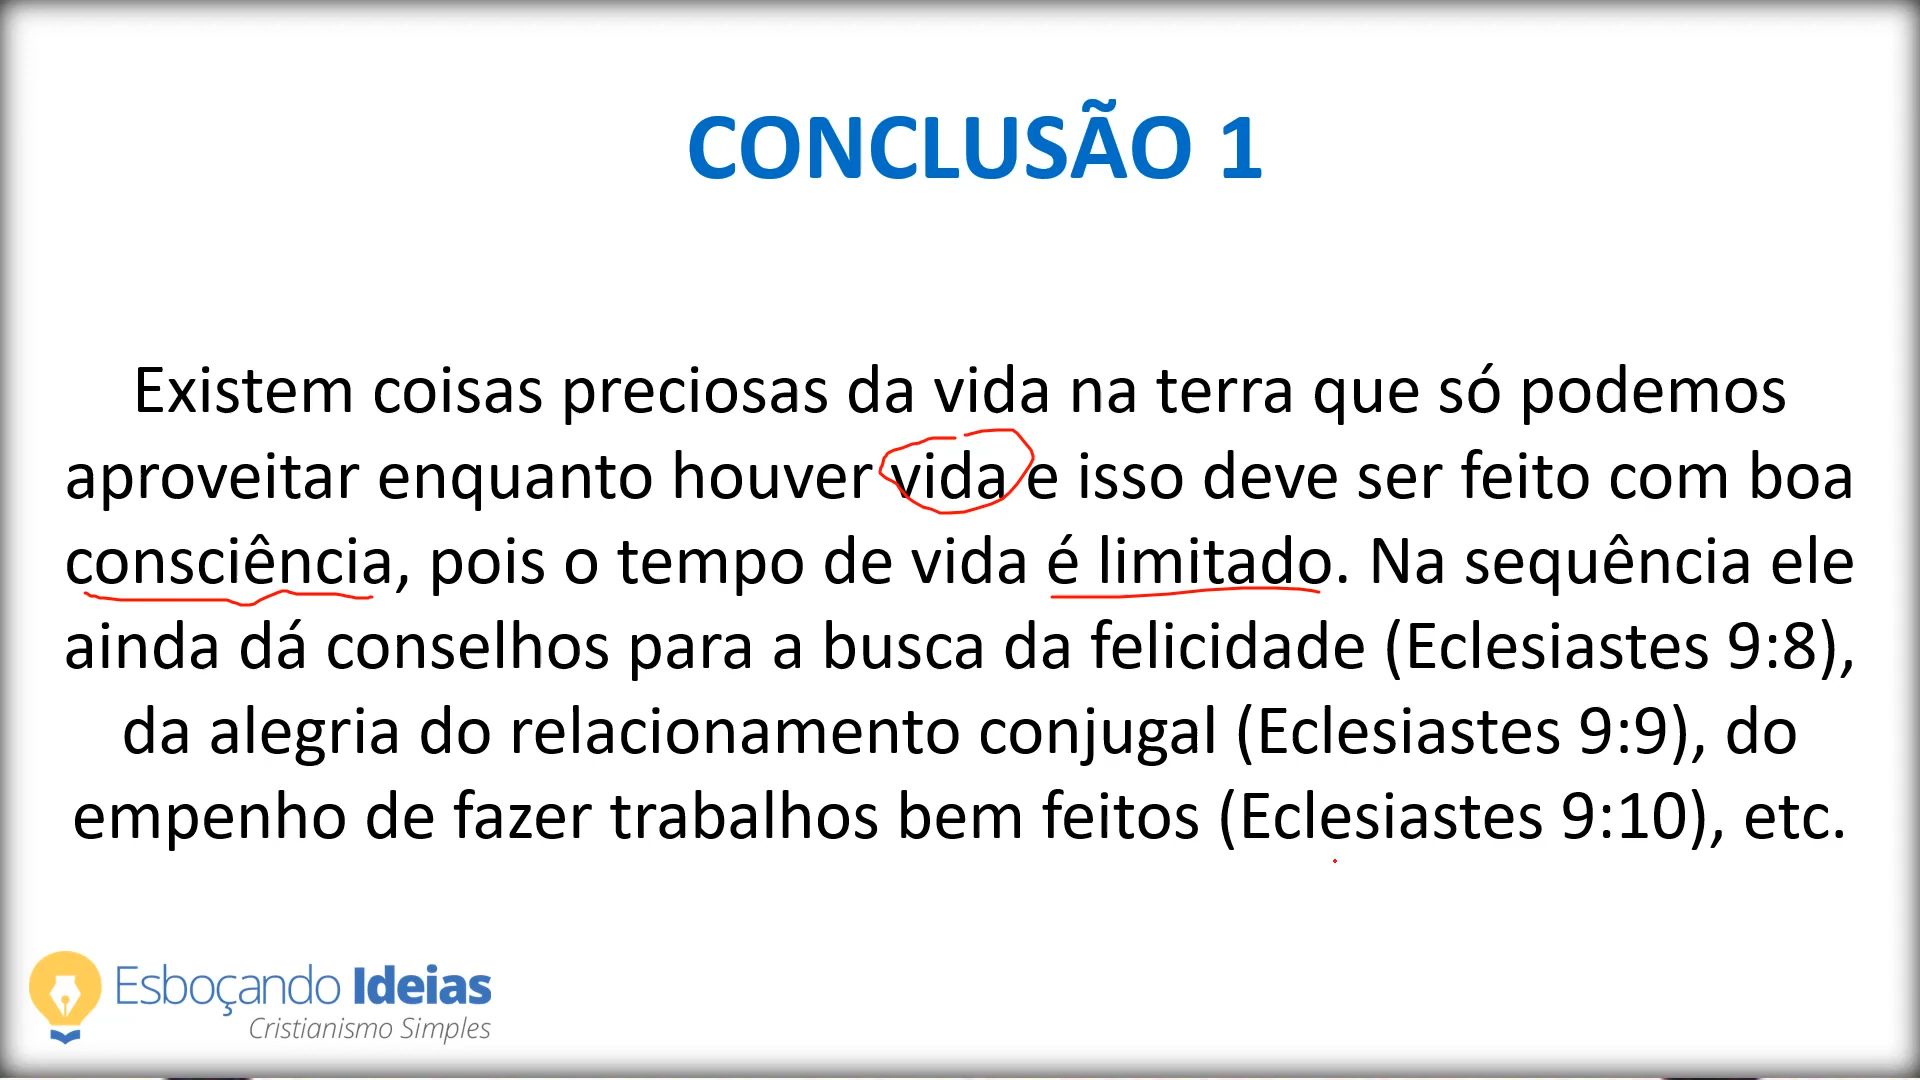 CONCLUSÃO 1
Existem coisas preciosas da vida na terra que só podemos
aproveitar enquanto houver vida e isso deve ser feito com boa
consciência, pois o tempo de vida é limitado. Na sequência ele
ainda dá conselhos para a busca da felicidade (Eclesiastes 9:8),
da alegria do relacionamento conjugal (Eclesiastes 9:9), do
empenho de fazer trabalhos bem feitos (Eclesiastes 9:10), etc.
Esboçando Ideias
Cristianismo Simples